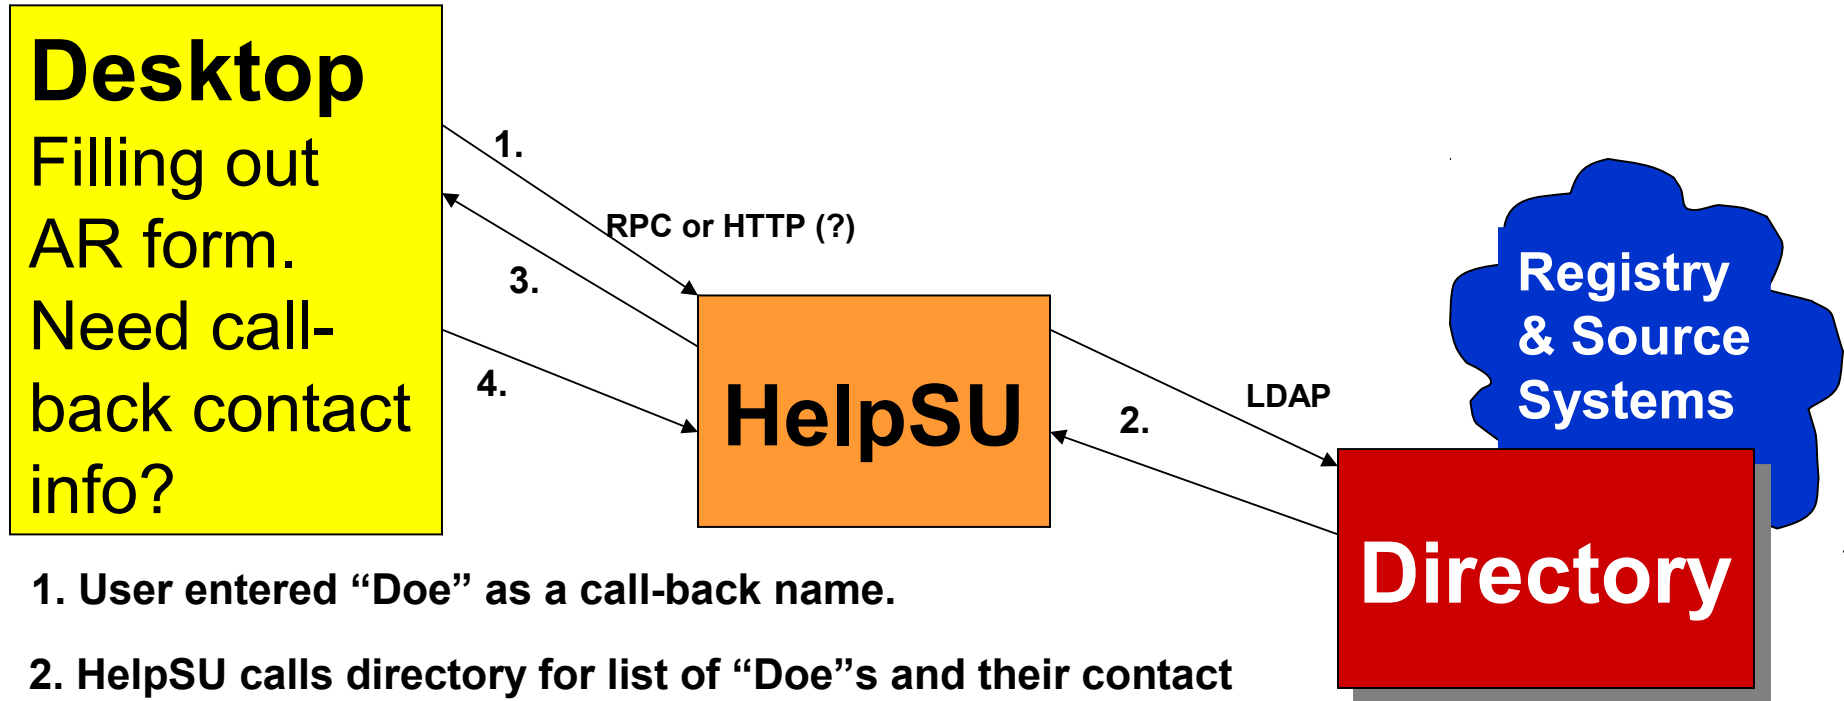 Desktop
Filling out
AR form.
Need call-
back contact
info?
1.
RPC or HTTP (?)
3.
4.
HelpSU
LDAP
2.
Registry
& Source
Systems
Directory
1. User entered “Doe” as a call-back name.
2. HelpSU calls directory for list of “Doe”s and their contact